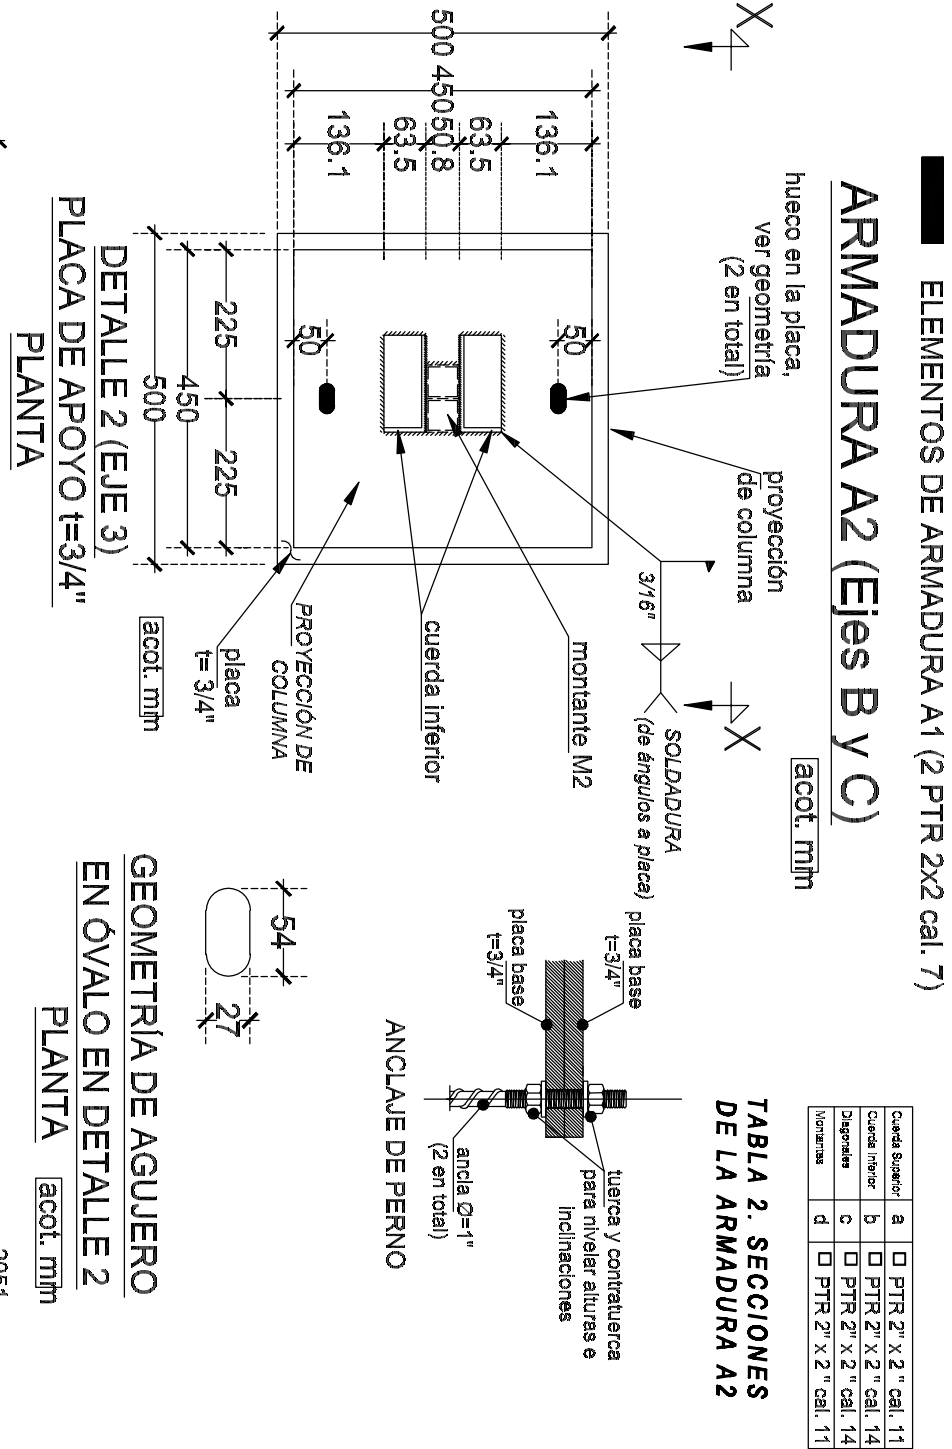 ELEMENTOS DE ARMADURA A1 (2 PTR 2x2 cal. 7)
ARMADURA A2 (Ejes B y C)
acot. mm
hueco en la placa,
ver geometría
(2 en total)
proyección
de columna
X
X
3/16"
SOLDADURA
(de ángulos a placa)
montante M2
cuerda inferior
PROYECCIÓN DE
COLUMNA
placa
t= 3/4"
acot. mm
500
450
136.1
63.5
50.8
63.5
136.1
50
50
225
225
450
500
DETALLE 2 (EJE 3)
PLACA DE APOYO t=3/4"
PLANTA
Cuerda Superior a PTR 2" x 2 " cal. 11
Cuerda Inferior b PTR 2" x 2 " cal. 14
Diagonales c PTR 2" x 2 " cal. 14
Montantes d PTR 2" x 2 " cal. 11
TABLA 2. SECCIONES
DE LA ARMADURA A2
placa base
t=3/4"
placa base
t=3/4"
tuerca y contratuerca
para nivelar alturas e
inclinaciones
ancla Ø=1"
(2 en total)
ANCLAJE DE PERNO
54
27
GEOMETRÍA DE AGUJERO
EN ÓVALO EN DETALLE 2
PLANTA
acot. mm